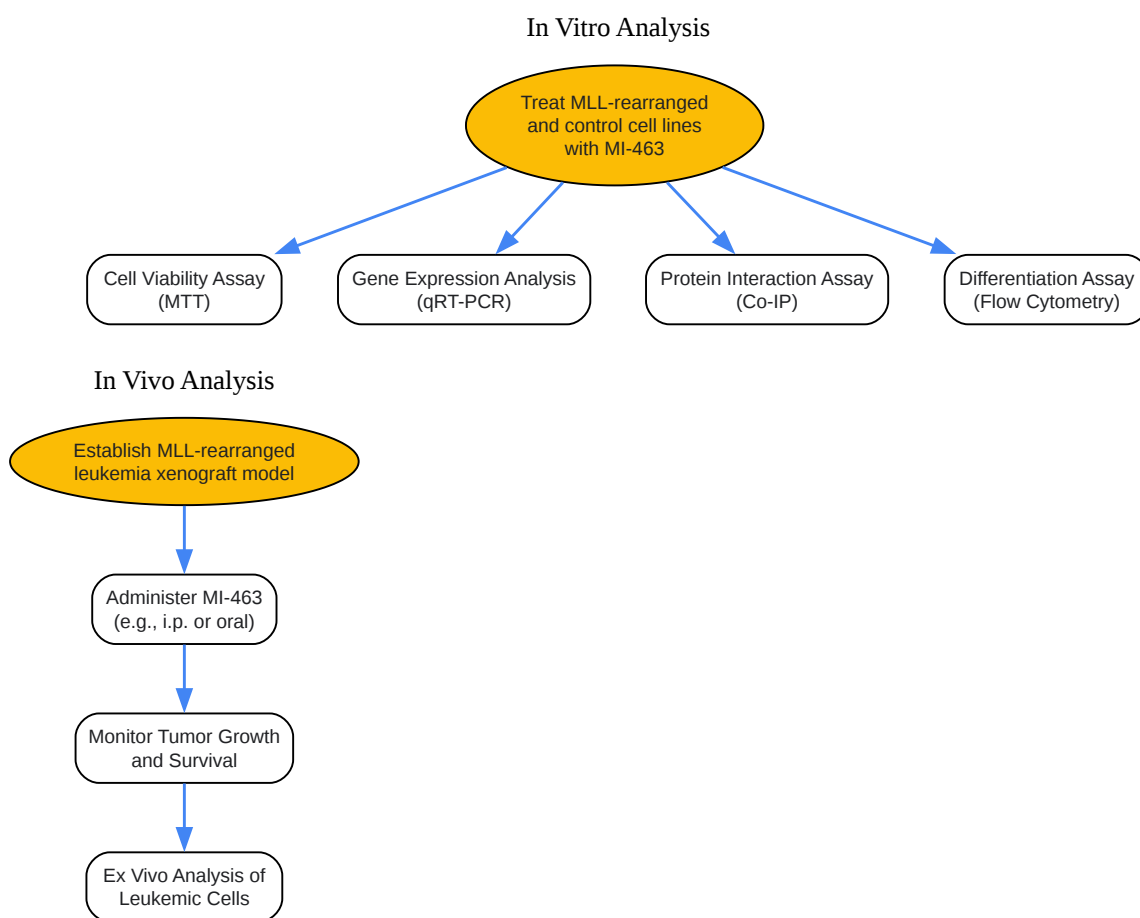 In Vitro Analysis
Treat MLL-rearranged
and control cell lines
with MI-463
Cell Viability Assay
(MTT)
Gene Expression Analysis
(qRT-PCR)
Protein Interaction Assay
(Co-IP)
Differentiation Assay
(Flow Cytometry)
In Vivo Analysis
Establish MLL-rearranged
leukemia xenograft model
Administer MI-463
(e.g., i.p. or oral)
Monitor Tumor Growth
and Survival
Ex Vivo Analysis of
Leukemic Cells